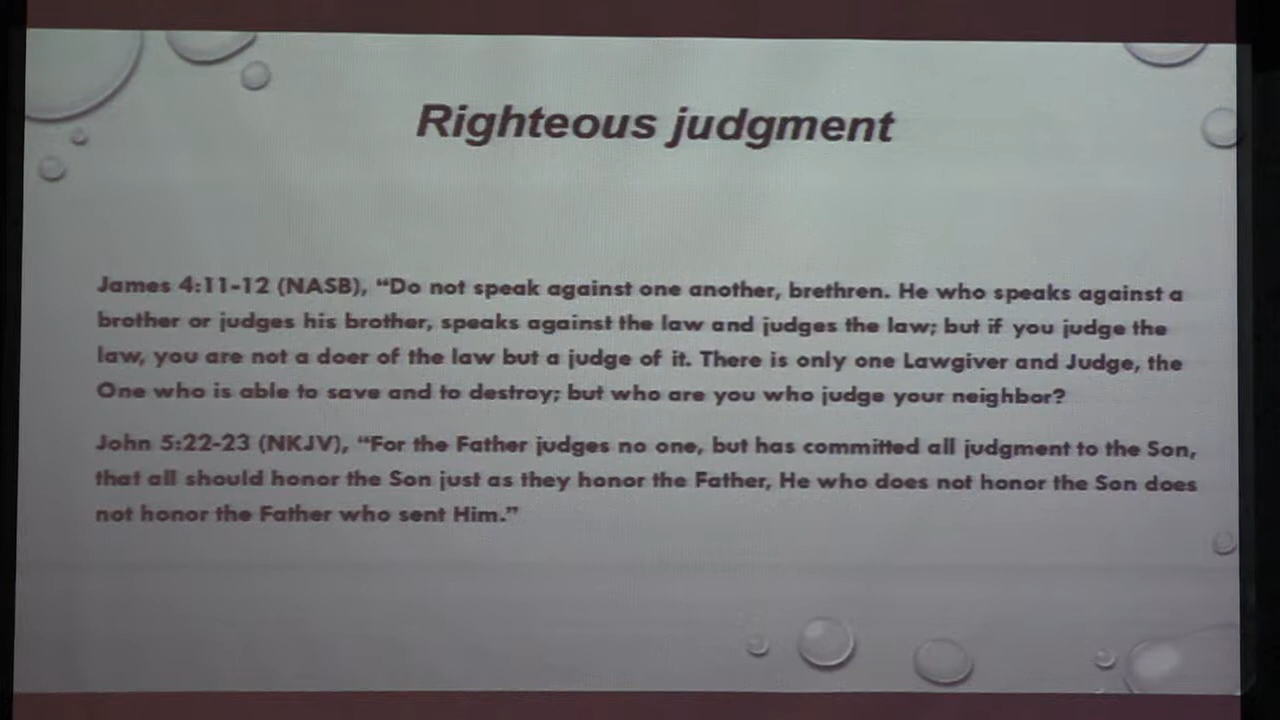 Righteous judgment
James 4:11-12 (NASB), “Do not speak against one another, brethren. He who speaks against a
brother or judges his brother, speaks against the law and judges the law; but if you judge the
law, you are not a doer of the law but a judge of it. There is only one Lawgiver and Judge, the
One who is able to save and to destroy; but who are you who judge your neighbor?
John 5:22-23 (NKJV), “For the Father judges no one, but has committed all judgment to the Son,
that all should honor the Son just as they honor the Father, He who does not honor the Son does
not honor the Father who sent Him.”